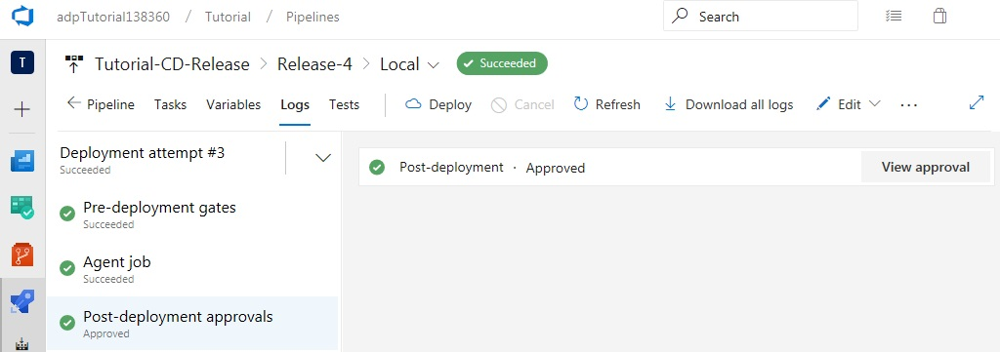 adpTutorial138360 / Tutorial / Pipelines Search
T Tutorial-CD-Release > Release-4 > Local Succeeded
Pipeline Tasks Variables Logs Tests Deploy Cancel Refresh Download all logs Edit ...
Deployment attempt #3
Succeeded
Post-deployment · Approved View approval
Pre-deployment gates
Succeeded
Agent job
Succeeded
Post-deployment approvals
Approved